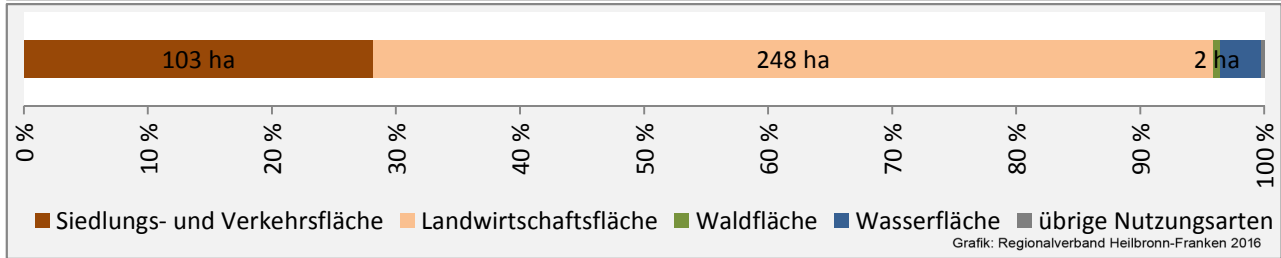 103 ha 248 ha 2 ha
0 % 10 % 20 % 30 % 40 % 50 % 60 % 70 % 80 % 90 % 100 %
Siedlungs- und Verkehrsfläche Landwirtschaftsfläche Waldfläche Wasserfläche übrige Nutzungsarten
Grafik: Regionalverband Heilbronn-Franken 2016